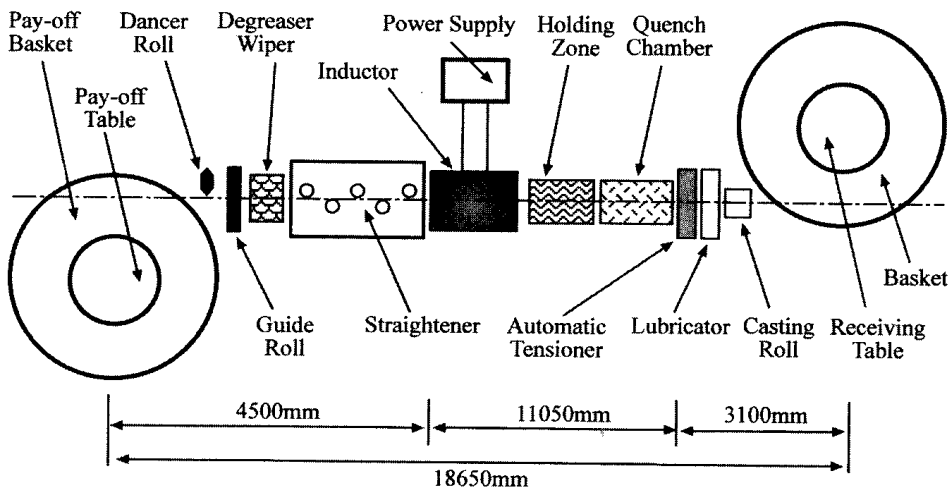 Pay-off
Basket
Dancer
Roll
Degreaser
Wiper
Power Supply
Holding
Zone
Quench
Chamber
Inductor
Pay-off
Table
Basket
Guide
Roll
Straightener
Automatic
Tensioner
Lubricator
Casting
Roll
Receiving
Table
4500mm
11050mm
3100mm
18650mm